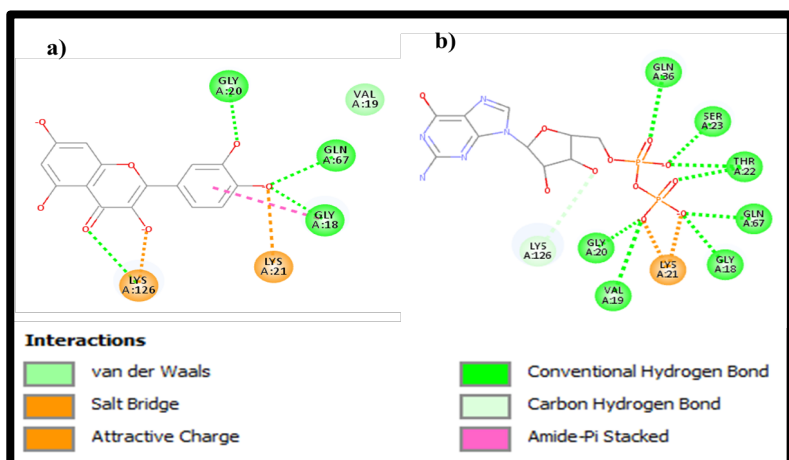 a)
GLY
A:20
VAL
A:19
GLN
A:67
GLY
A:18
LYS
A:21
LYS
A:126
-O
O
O
O
O
-O
O
b)
GLN
A:36
SER
A:23
THR
A:22
GLN
A:67
GLY
A:18
LYS
A:21
VAL
A:19
GLY
A:20
LYS
A:126
O
N
N
N
N
N
O
O
O
O
P
O
O
O
P
O
O
O
Interactions
van der Waals
Salt Bridge
Attractive Charge
Conventional Hydrogen Bond
Carbon Hydrogen Bond
Amide-Pi Stacked